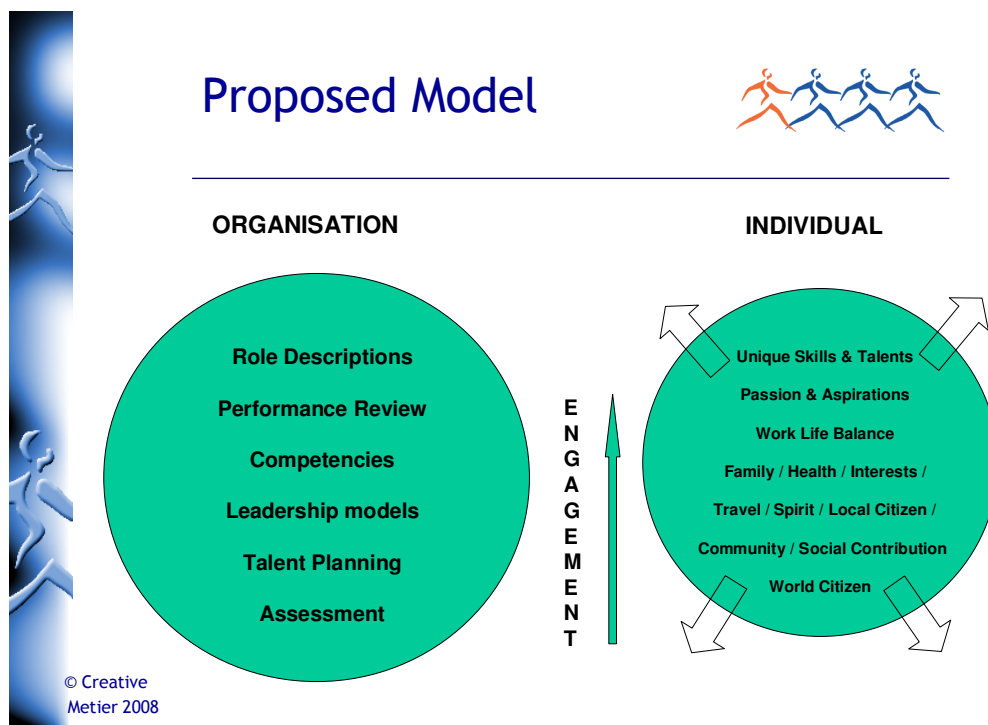 Proposed Model
ORGANISATION
Role Descriptions
Performance Review
Competencies
Leadership models
Talent Planning
Assessment
E
N
G
A
G
E
M
E
N
T
INDIVIDUAL
Unique Skills & Talents
Passion & Aspirations
Work Life Balance
Family / Health / Interests /
Travel / Spirit / Local Citizen /
Community / Social Contribution
World Citizen
© Creative
Metier 2008